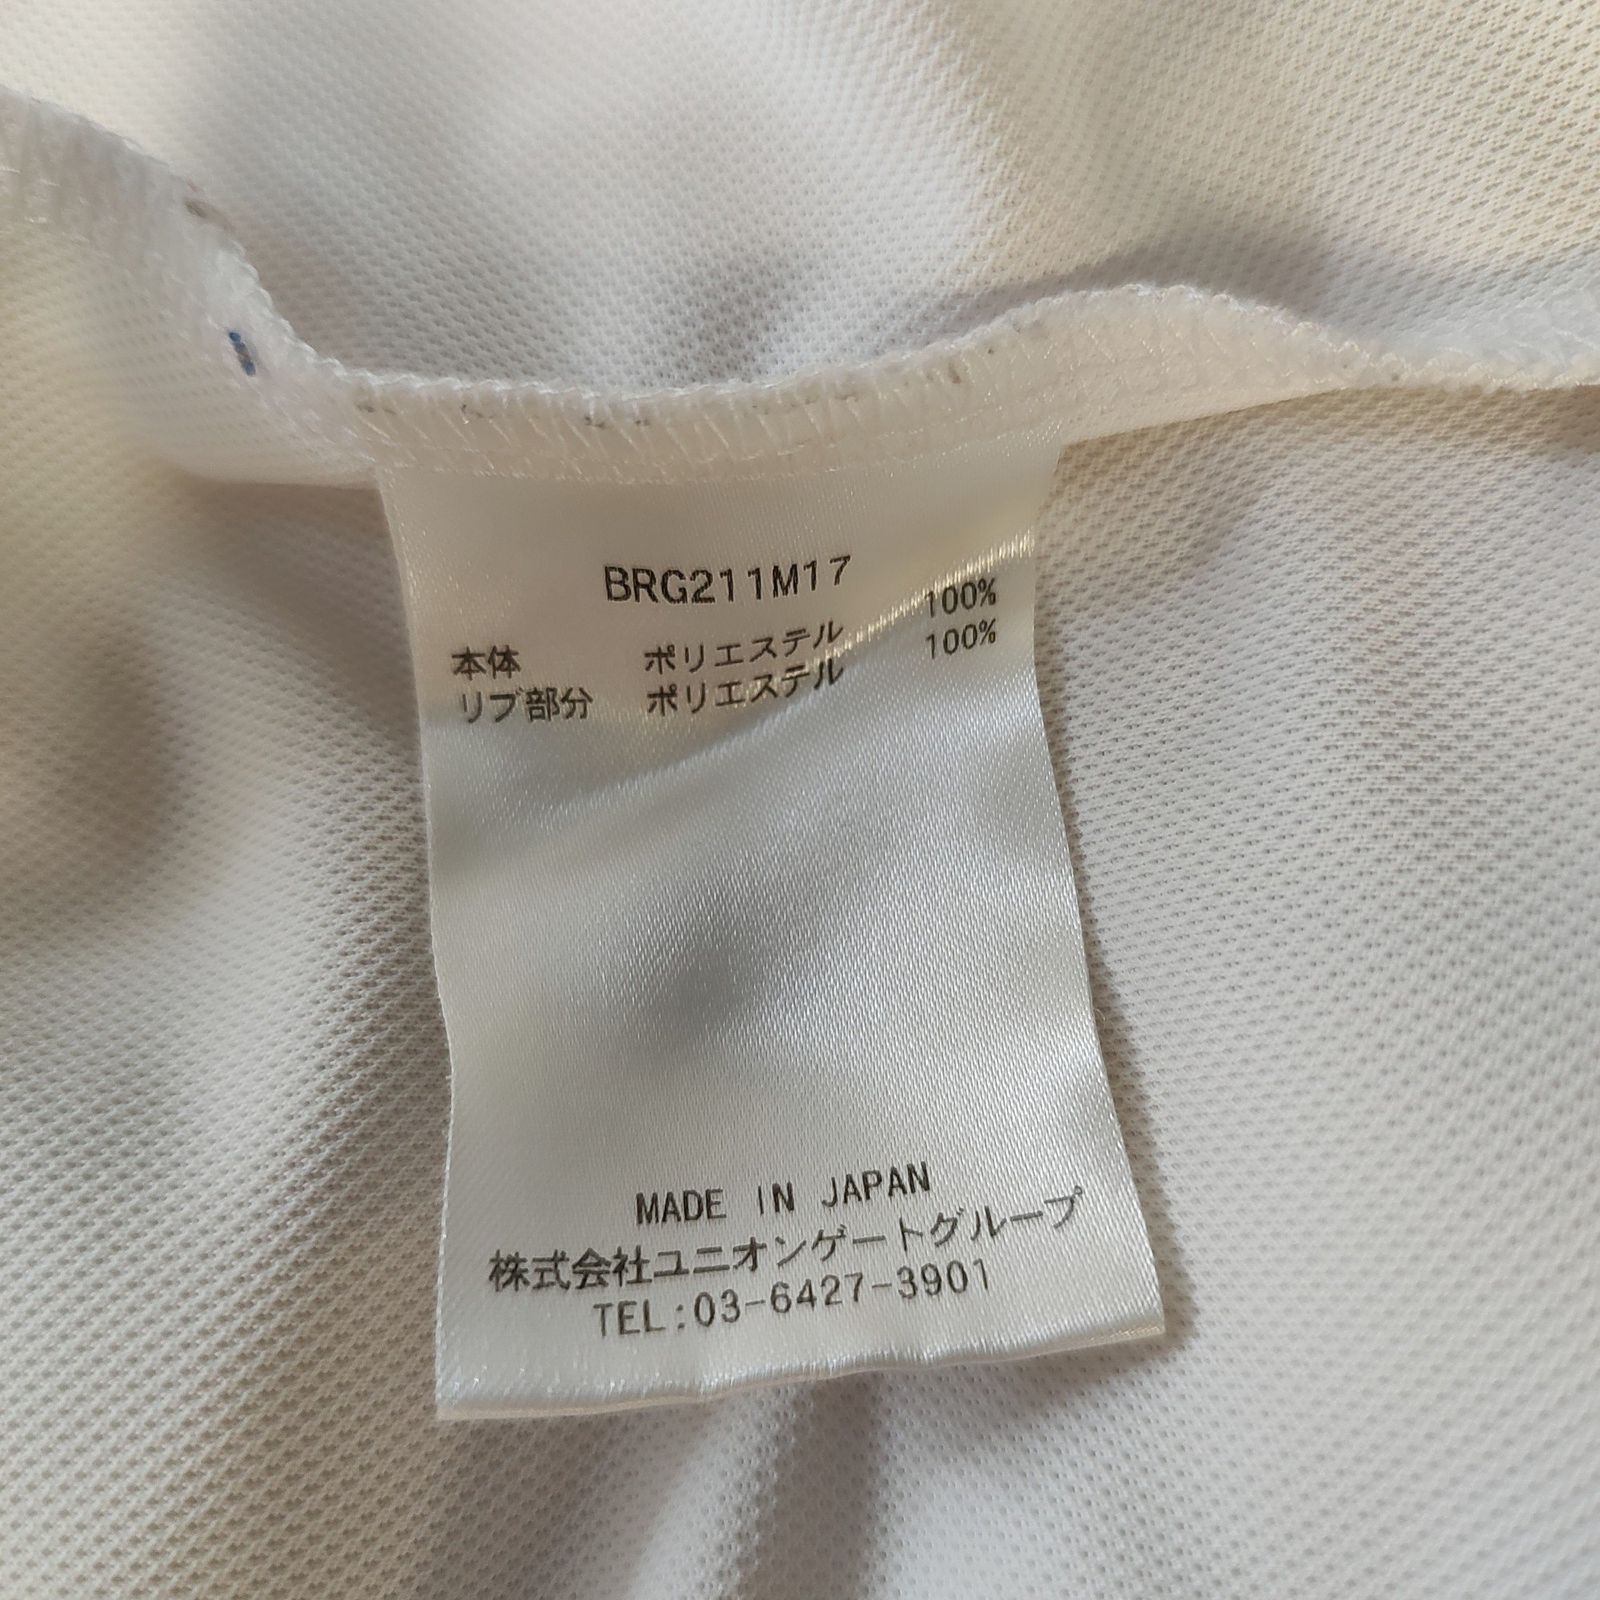 BRG211M17
本体 ポリエステル 100%
リブ部分 ポリエステル 100%
MADE IN JAPAN
株式会社ユニオンゲートグループ
TEL:03-6427-3901